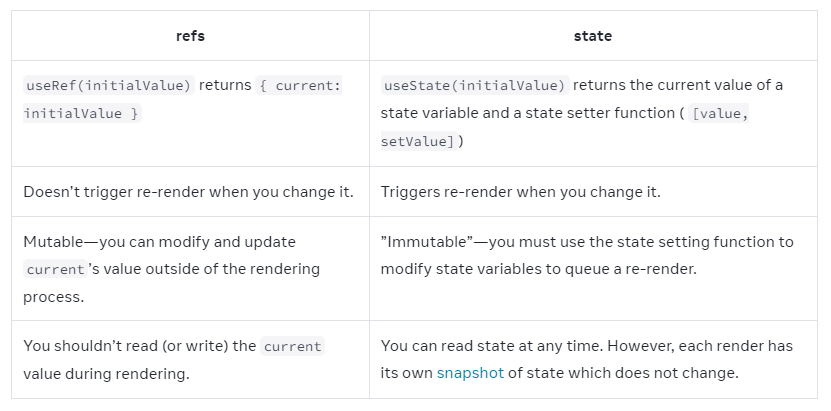 refs
state
useRef(initialValue) returns { current:
initialValue }
useState(initialValue) returns the current value of a
state variable and a state setter function ( [value,
setValue] )
Doesn’t trigger re-render when you change it.
Triggers re-render when you change it.
Mutable—you can modify and update
current ’s value outside of the rendering
process.
”Immutable”—you must use the state setting function to
modify state variables to queue a re-render.
You shouldn’t read (or write) the current
value during rendering.
You can read state at any time. However, each render has
its own snapshot of state which does not change.